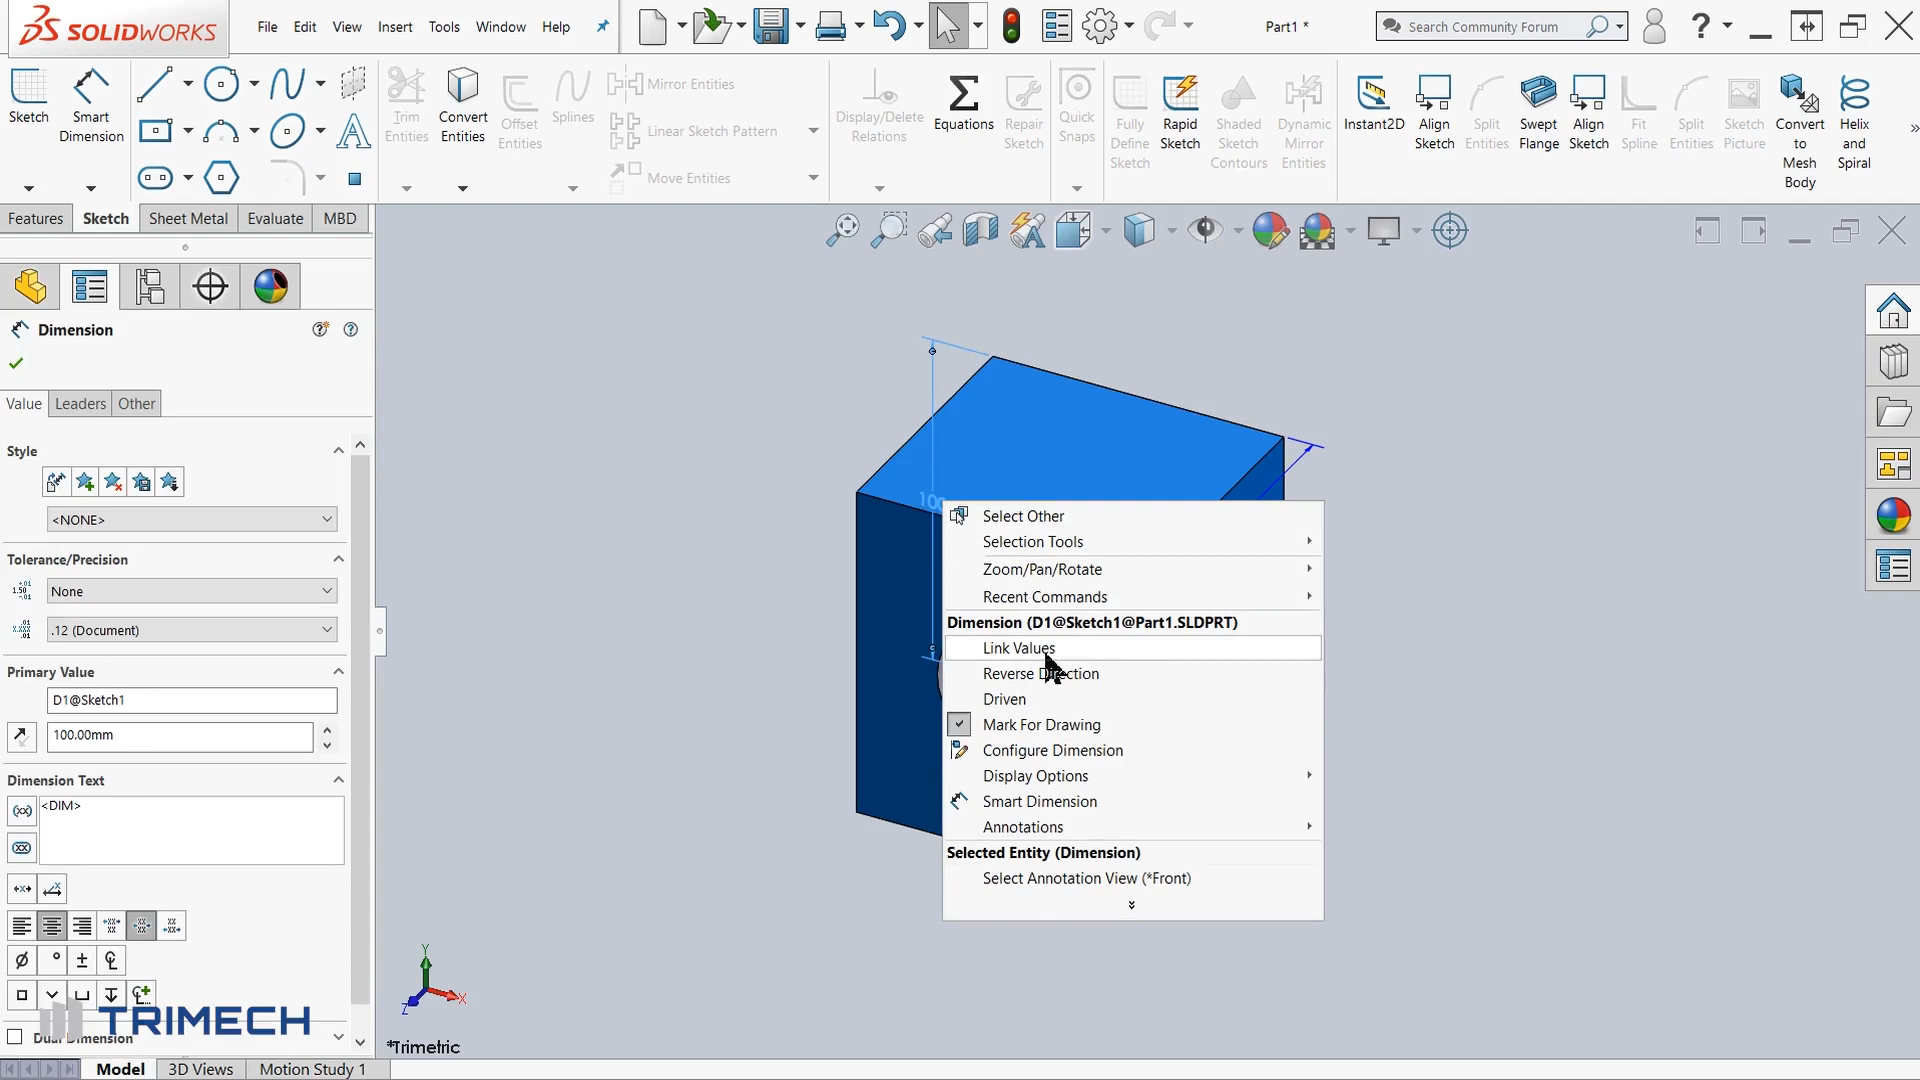 SOLIDWORKS
File Edit View Insert Tools Window Help
Part1 *
Search Community Forum
Sketch
Smart Dimension
Trim Entities
Convert Entities
Offset Entities
Splines
Mirror Entities
Linear Sketch Pattern
Move Entities
Display/Delete Relations
Equations
Repair Sketch
Quick Snaps
Fully Define Sketch
Rapid Sketch
Shaded Sketch Contours
Dynamic Mirror Entities
Instant2D
Align Sketch
Split Entities
Swept Flange
Align Sketch
Fit Spline
Split Entities
Sketch Picture
Convert to Mesh Body
Helix and Spiral
Features Sketch Sheet Metal Evaluate MBD
Dimension
Value Leaders Other
Style
<NONE>
Tolerance/Precision
None
.12 (Document)
Primary Value
D1@Sketch1
100.00mm
Dimension Text
<DIM>
Dual Dimension
TRIMECH
100
Select Other
Selection Tools
Zoom/Pan/Rotate
Recent Commands
Dimension (D1@Sketch1@Part1.SLDPRT)
Link Values
Reverse Direction
Driven
Mark For Drawing
Configure Dimension
Display Options
Smart Dimension
Annotations
Selected Entity (Dimension)
Select Annotation View (*Front)
Y
X
Z
*Trimetric
Model 3D Views Motion Study 1